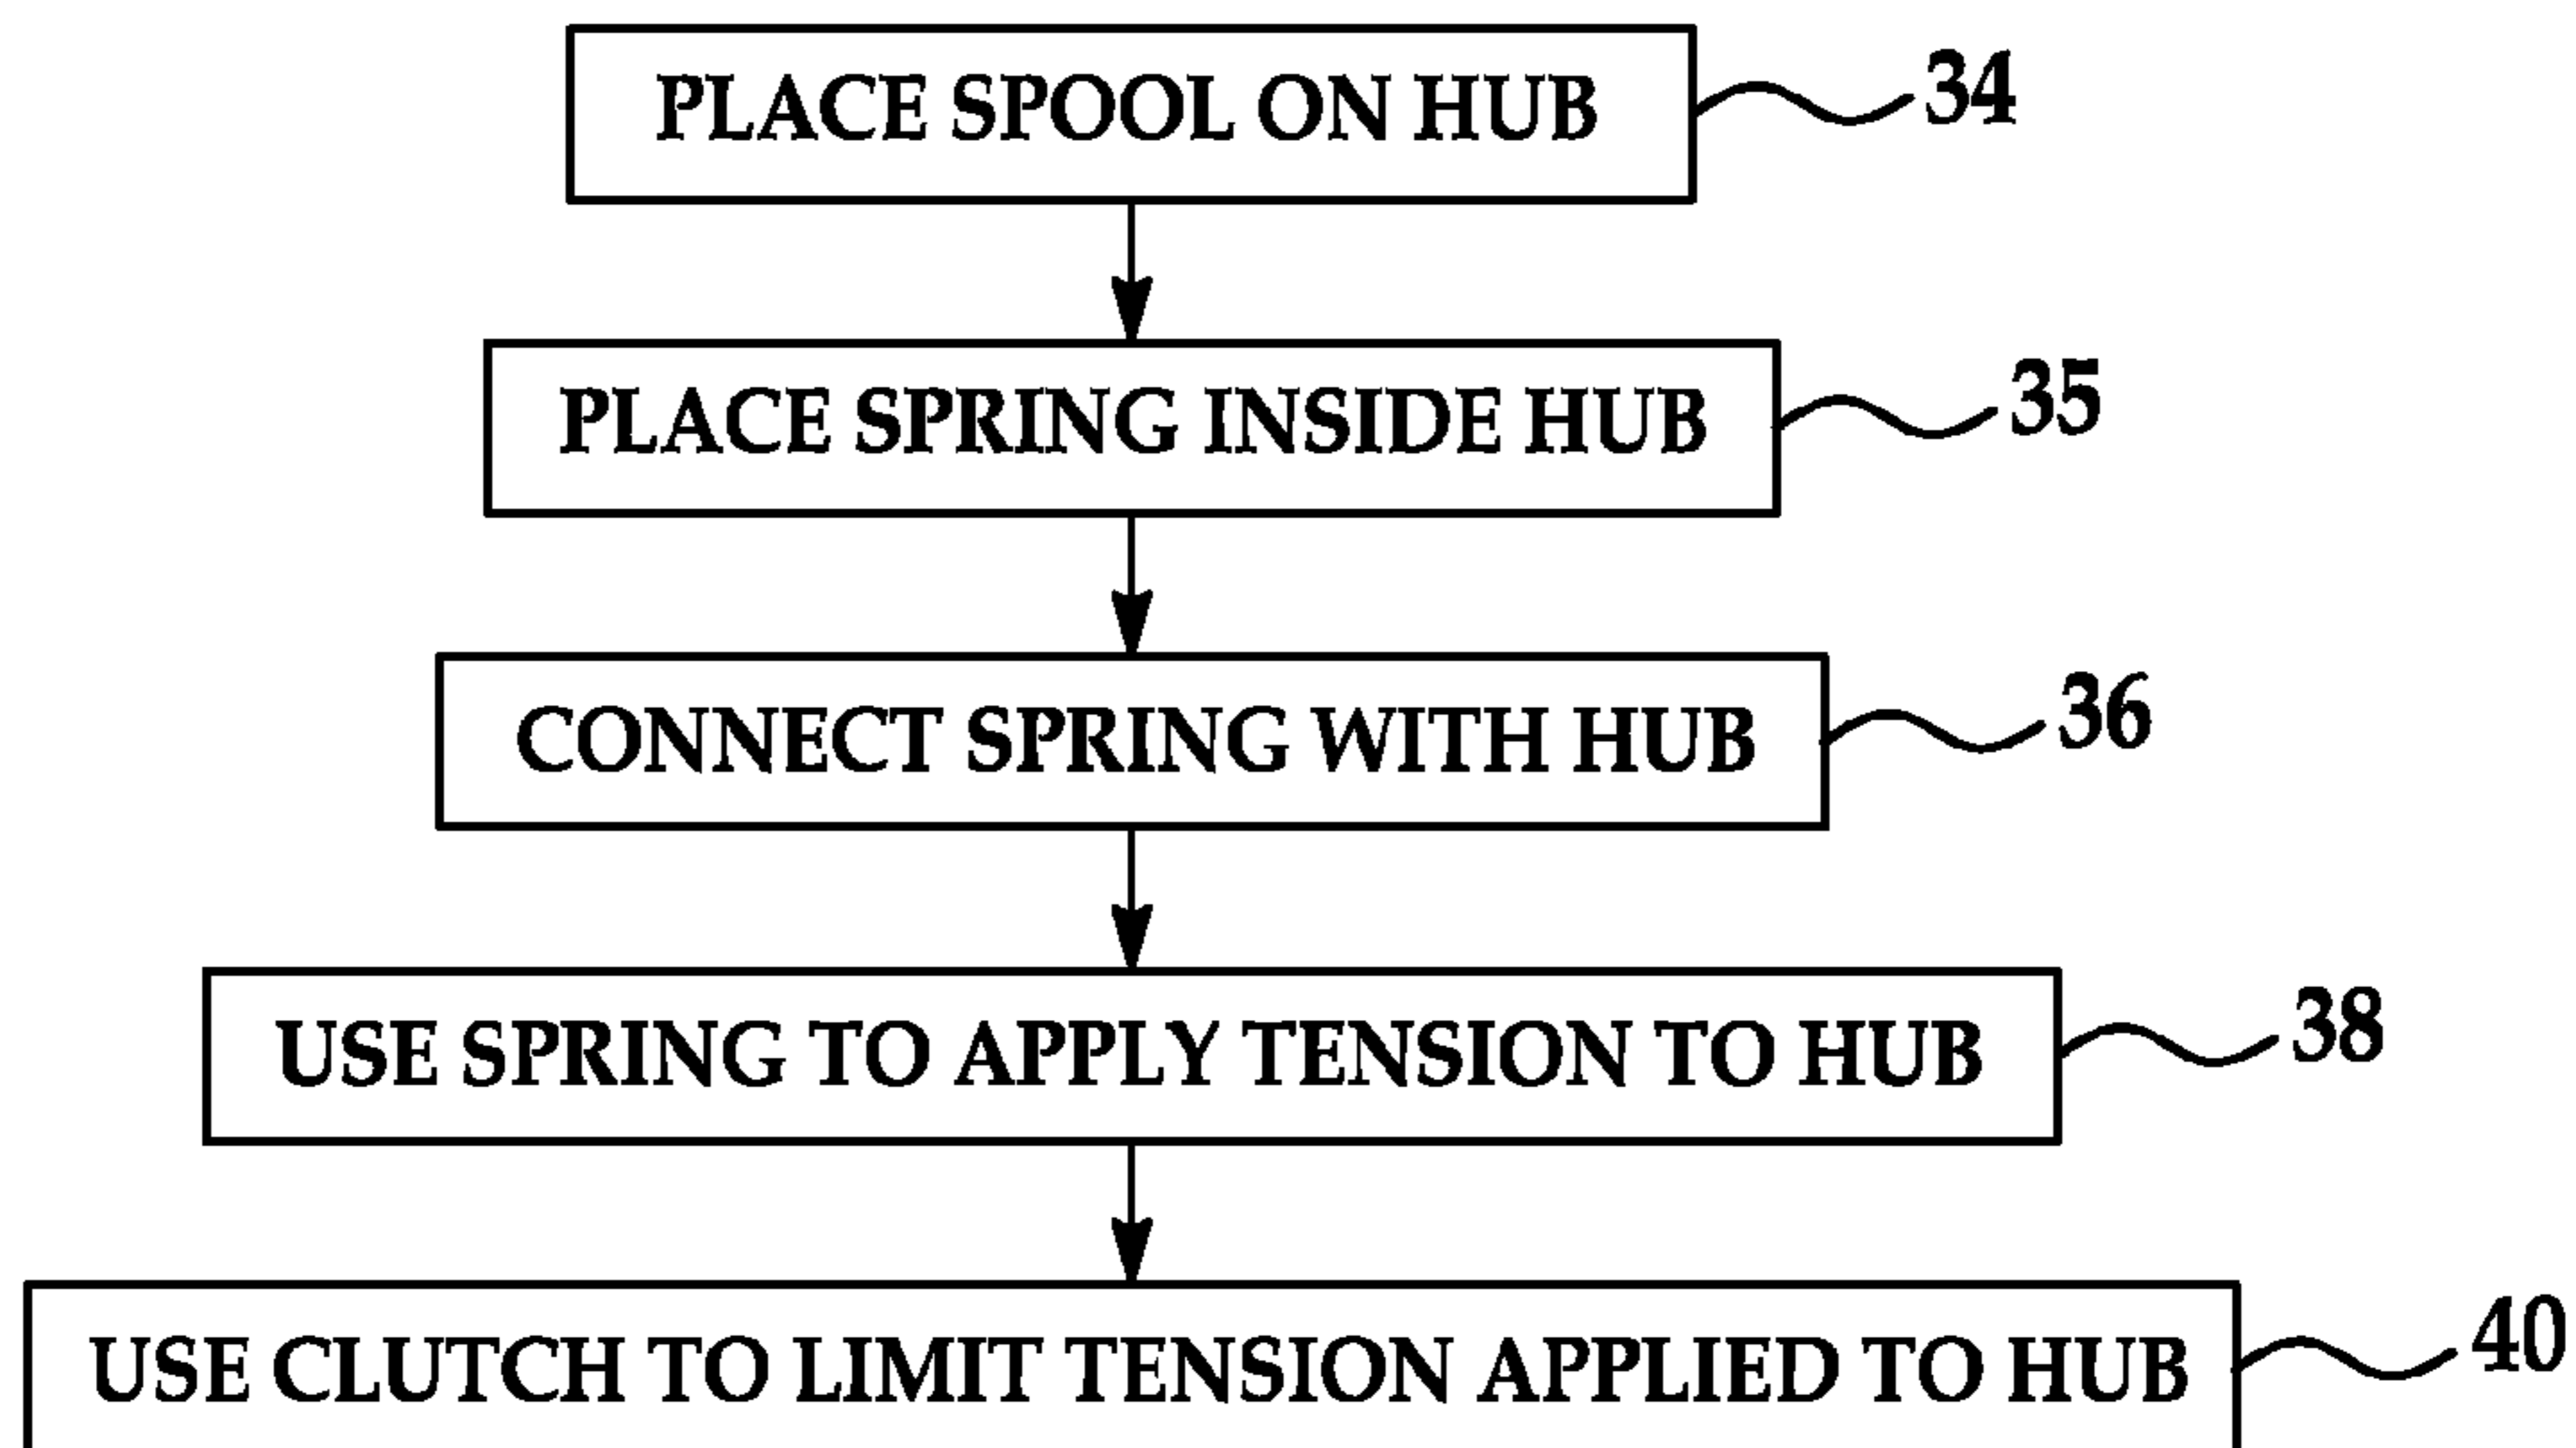 PLACE SPOOL ON HUB 34
PLACE SPRING INSIDE HUB 35
CONNECT SPRING WITH HUB 36
USE SPRING TO APPLY TENSION TO HUB 38
USE CLUTCH TO LIMIT TENSION APPLIED TO HUB 40